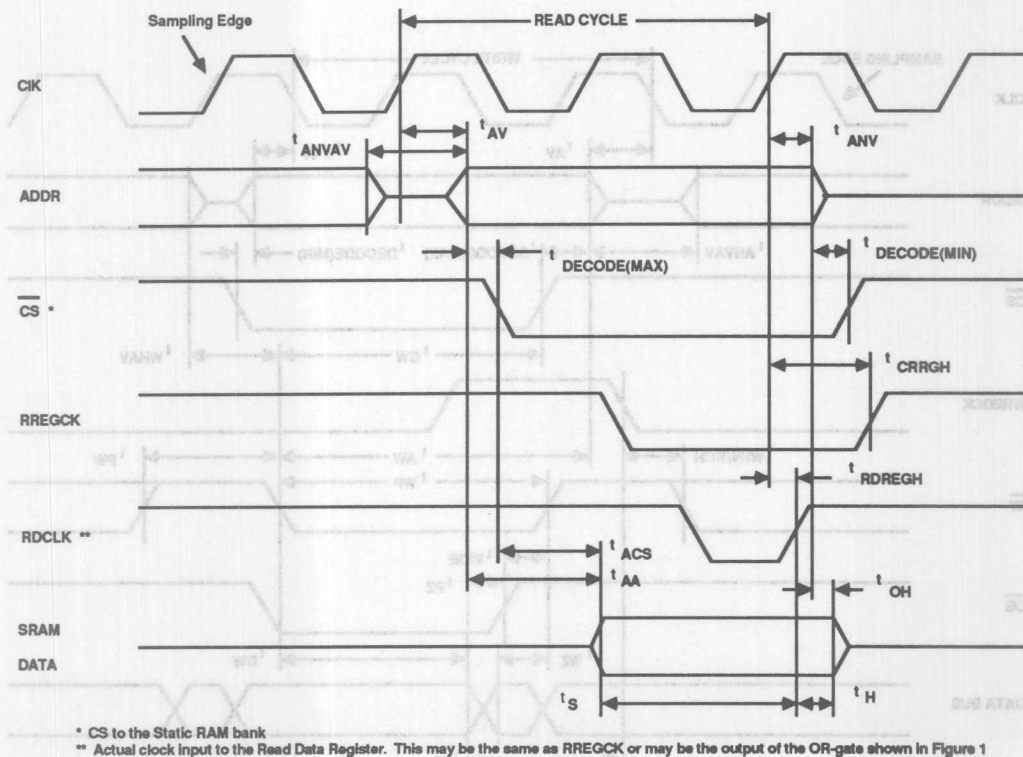 Sampling Edge
READ CYCLE
ClK
t AV
t ANVAV
t ANV
ADDR
t DECODE(MAX)
t DECODE(MIN)
CS *
t CRRGH
RREGCK
t RDREGH
RDCLK **
t ACS
t AA
t OH
SRAM
DATA
t S
t H
* CS to the Static RAM bank
** Actual clock input to the Read Data Register. This may be the same as RREGCK or may be the output of the OR-gate shown in Figure 1